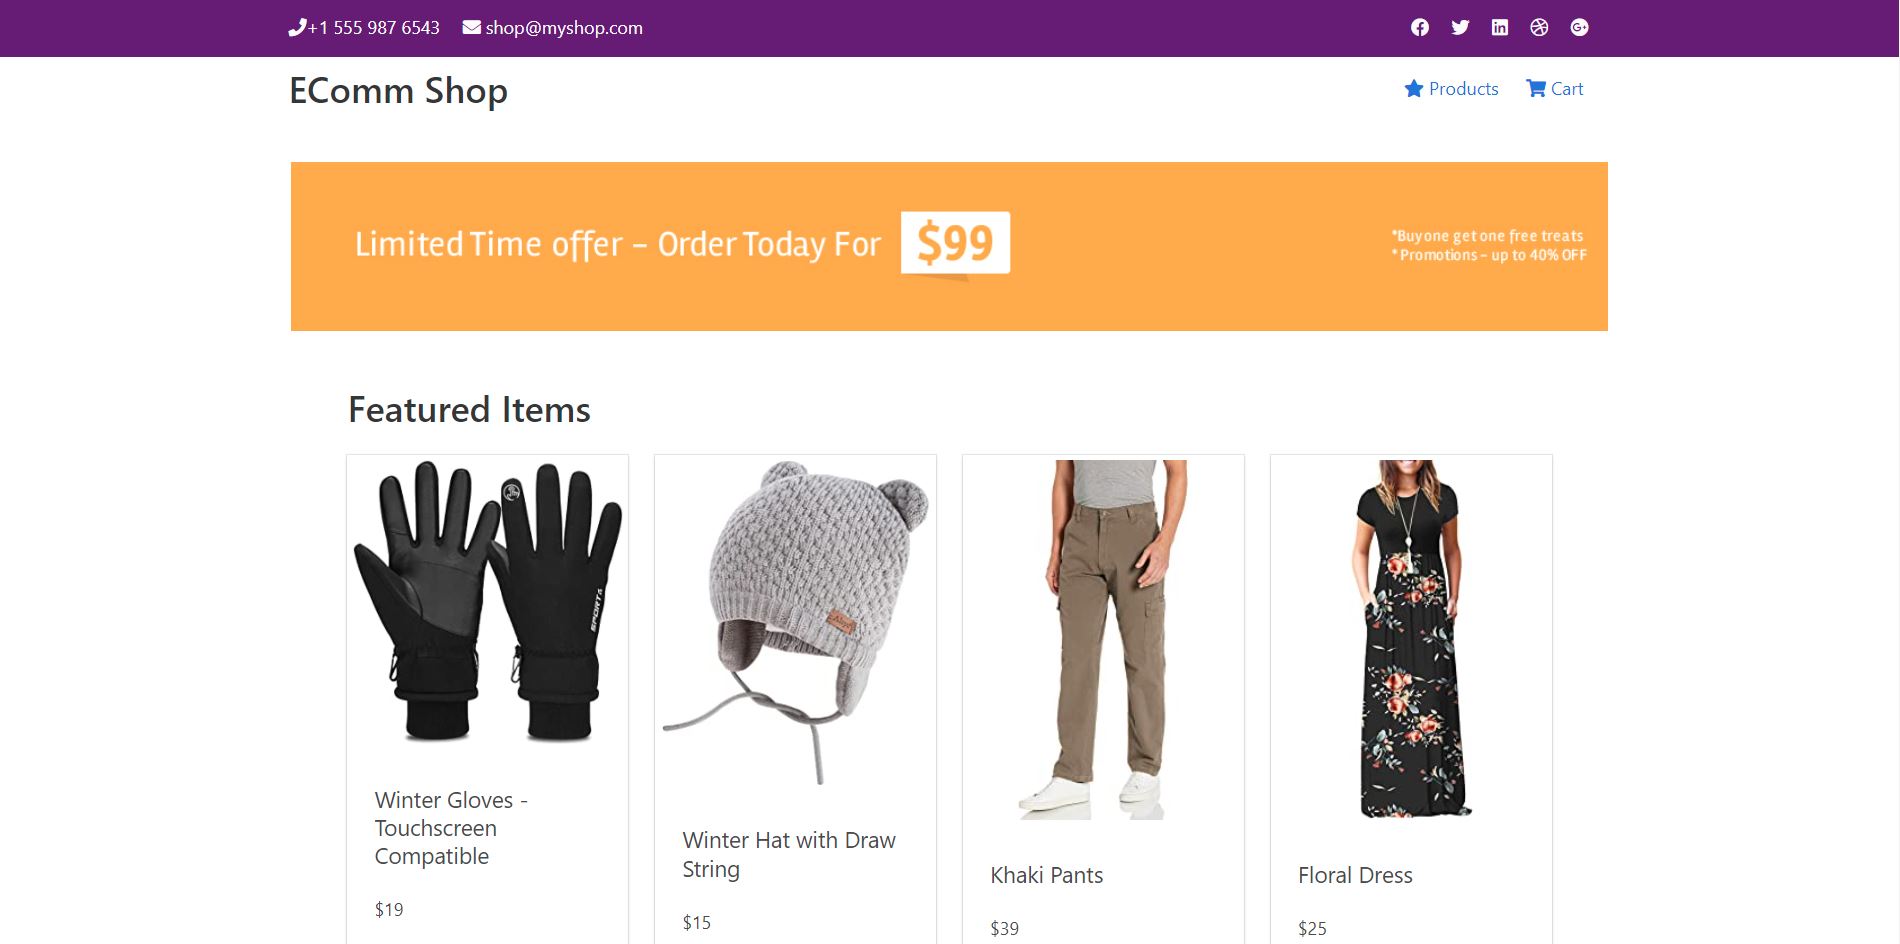 +1 555 987 6543 shop@myshop.com
EComm Shop
Products Cart
Limited Time offer – Order Today For $99
*Buy one get one free treats
* Promotions – up to 40% OFF
Featured Items
SPORTS
Winter Gloves -
Touchscreen
Compatible
$19
Winter Hat with Draw
String
$15
Khaki Pants
$39
Floral Dress
$25